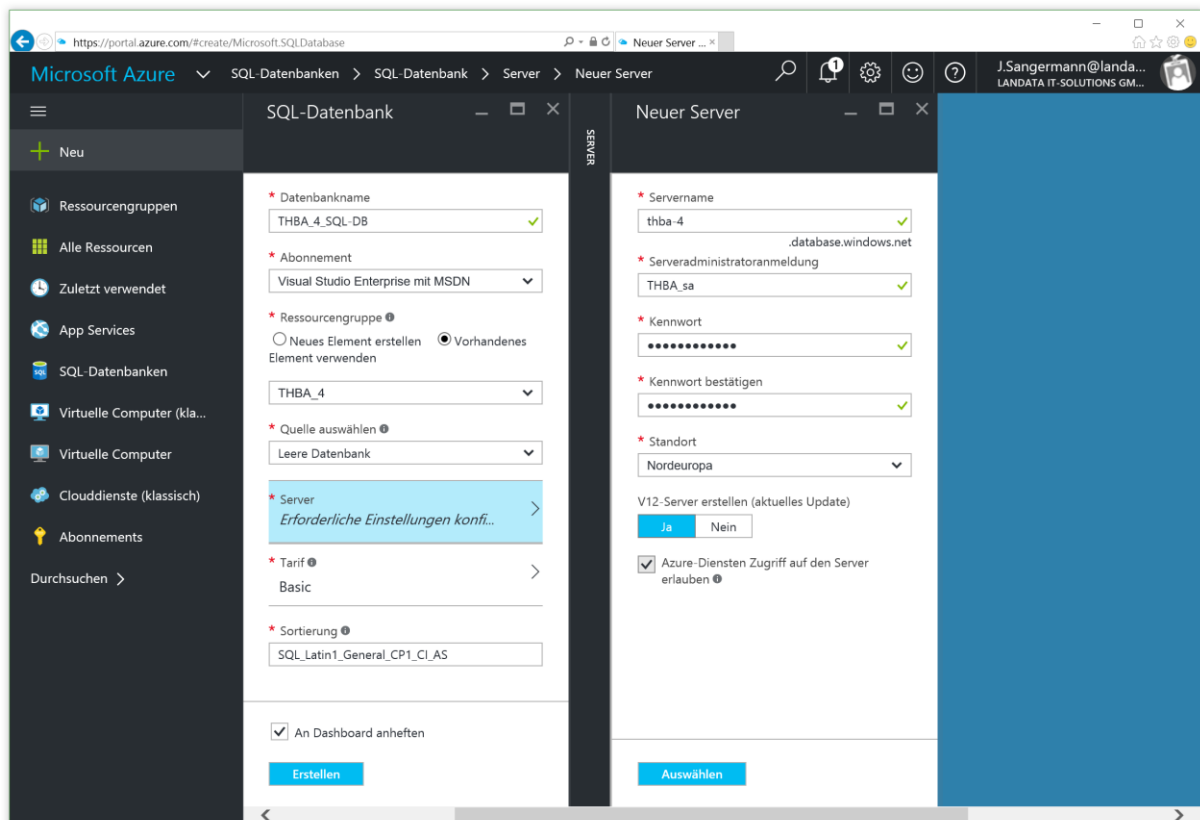 https://portal.azure.com/#create/Microsoft.SQLDatabase
Neuer Server ...
Microsoft Azure
SQL-Datenbanken > SQL-Datenbank > Server > Neuer Server
1
J.Sangermann@landa...
LANDATA IT-SOLUTIONS GM...
Neu
Ressourcengruppen
Alle Ressourcen
Zuletzt verwendet
App Services
SQL
SQL-Datenbanken
Virtuelle Computer (kla...
Virtuelle Computer
Clouddienste (klassisch)
Abonnements
Durchsuchen >
SQL-Datenbank
* Datenbankname
THBA_4_SQL-DB
* Abonnement
Visual Studio Enterprise mit MSDN
* Ressourcengruppe
Neues Element erstellen Vorhandenes
Element verwenden
THBA_4
* Quelle auswählen
Leere Datenbank
* Server
Erforderliche Einstellungen konfi...
* Tarif
Basic
* Sortierung
SQL_Latin1_General_CP1_CI_AS
An Dashboard anheften
Erstellen
SERVER
Neuer Server
* Servername
thba-4
.database.windows.net
* Serveradministratoranmeldung
THBA_sa
* Kennwort
••••••••••••
* Kennwort bestätigen
••••••••••••
* Standort
Nordeuropa
V12-Server erstellen (aktuelles Update)
Ja Nein
Azure-Diensten Zugriff auf den Server
erlauben
Auswählen